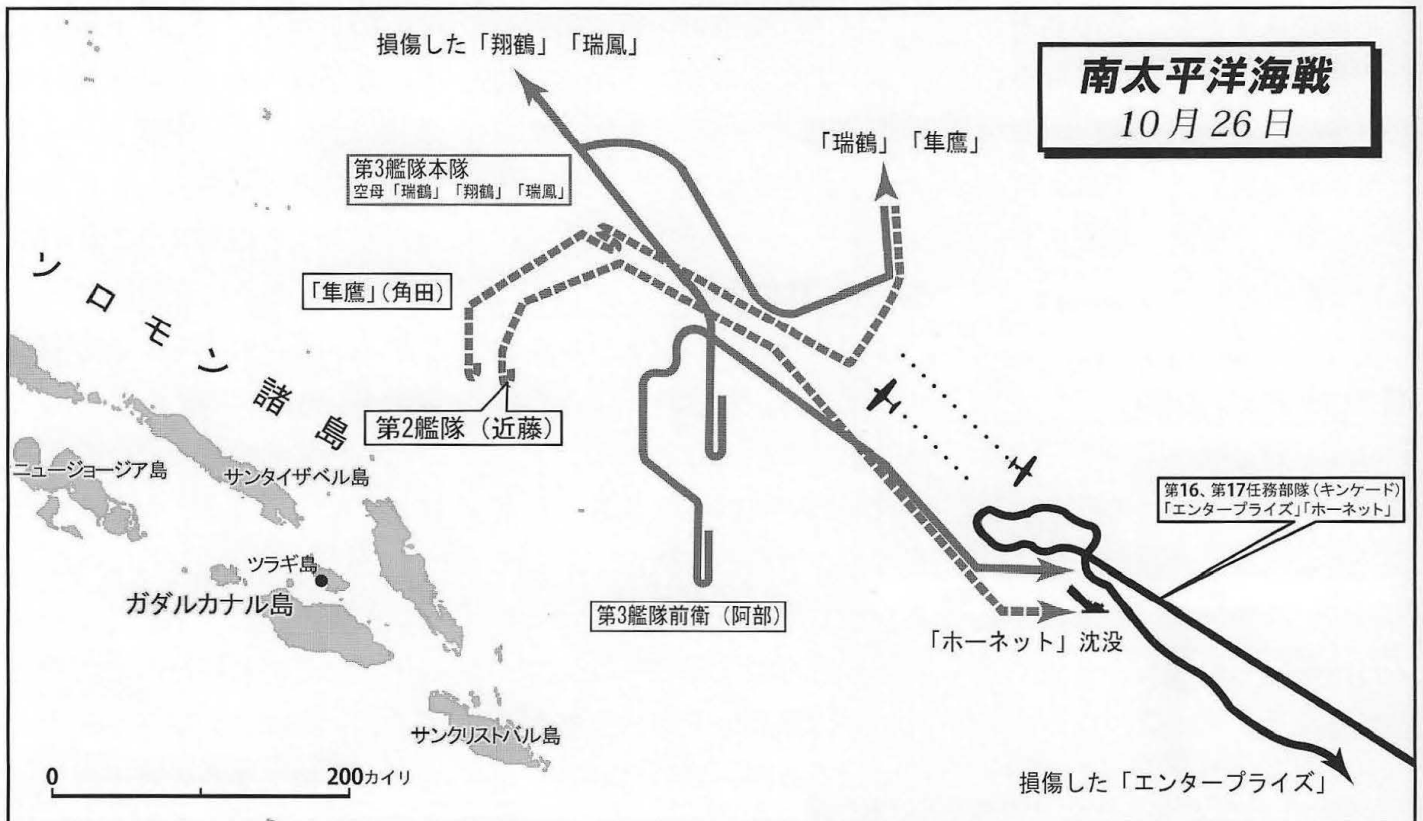 損傷した「翔鶴」「瑞鳳」
南太平洋海戦
10月26日
「瑞鶴」「隼鷹」
第3艦隊本隊
空母「瑞鶴」「翔鶴」「瑞鳳」
ソロモン諸島
「隼鷹」(角田)
第2艦隊(近藤)
ニュージョージア島
サンタイザベル島
第16、第17任務部隊(キンケード)
「エンタープライズ」「ホーネット」
ツラギ島
ガダルカナル島
第3艦隊前衛(阿部)
「ホーネット」沈没
サンクリストバル島
0
200カイリ
損傷した「エンタープライズ」